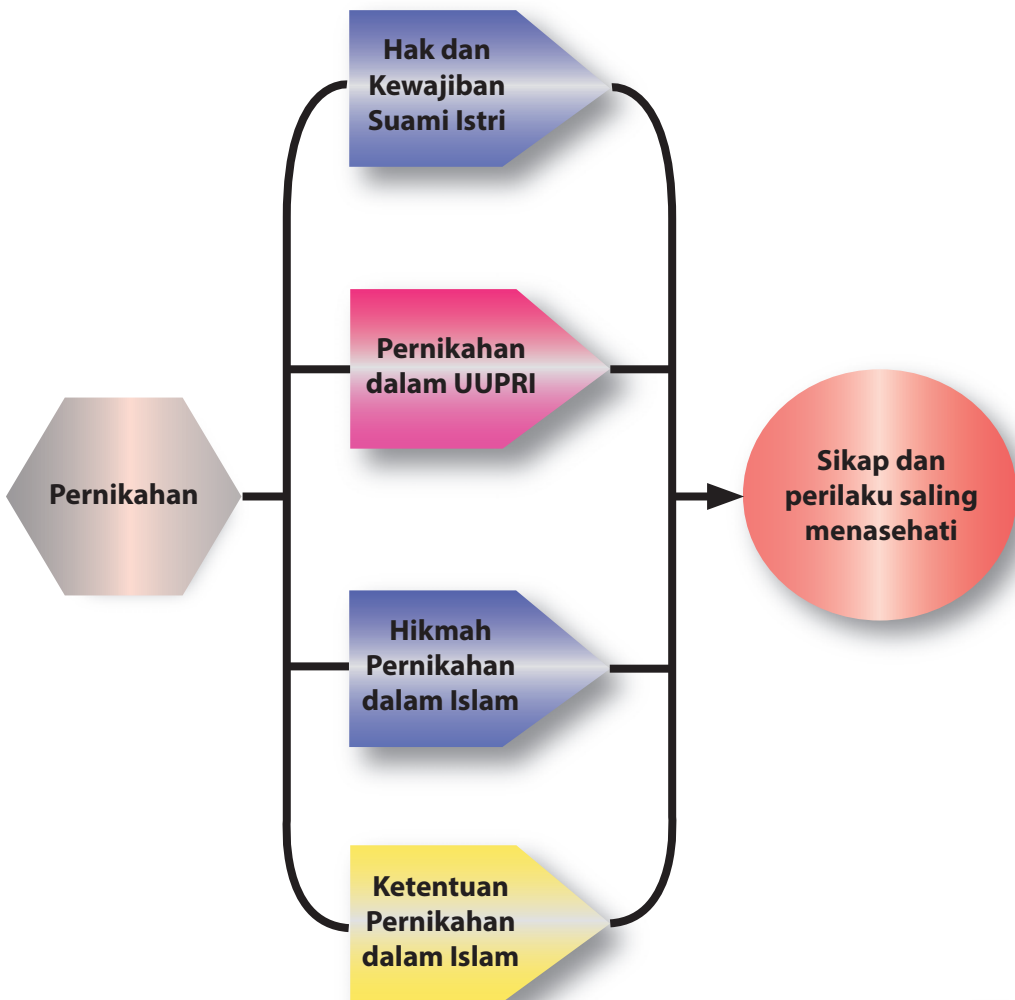 Hak dan
Kewajiban
Suami Istri
Pernikahan
dalam UUPRI
Pernikahan
Sikap dan
perilaku saling
menasehati
Hikmah
Pernikahan
dalam Islam
Ketentuan
Pernikahan
dalam Islam